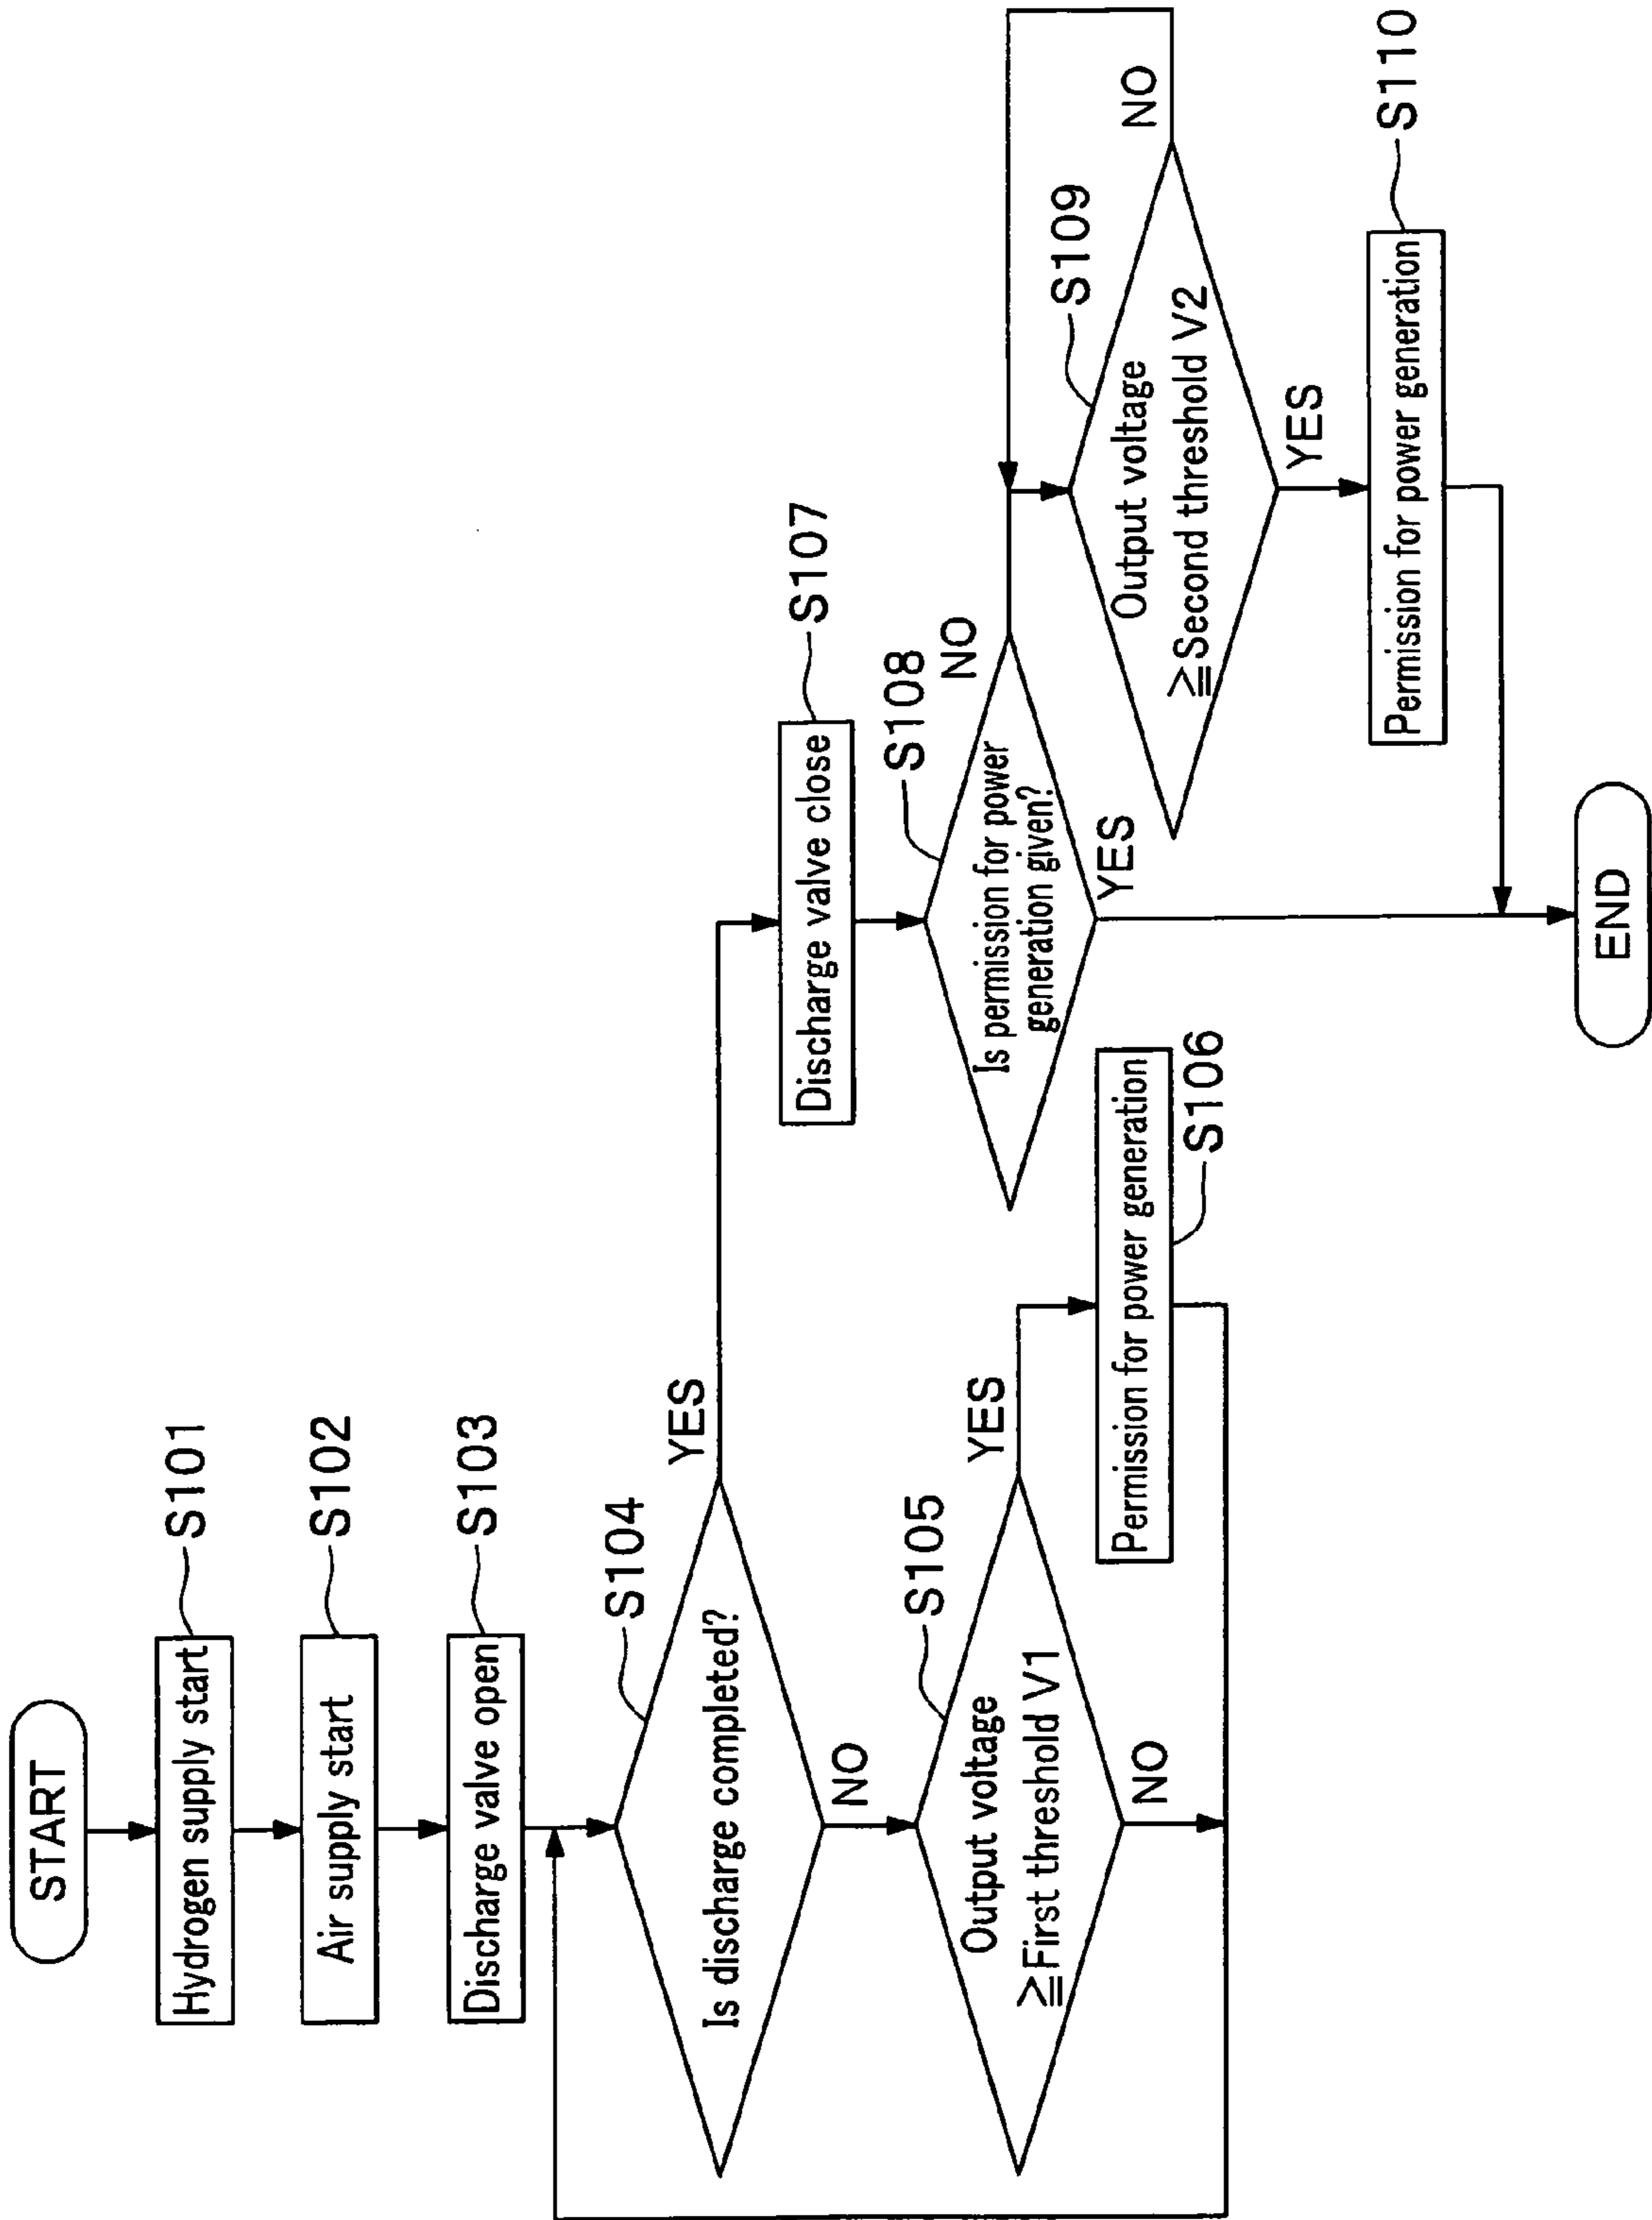 START
Hydrogen supply start
S101
Air supply start
S102
Discharge valve open
S103
Is discharge completed?
S104
YES
NO
Output voltage
≧First threshold V1
S105
YES
NO
Permission for power generation
S106
Discharge valve close
S107
Is permission for power
generation given?
S108
NO
YES
Output voltage
≧Second threshold V2
S109
NO
YES
Permission for power generation
S110
END